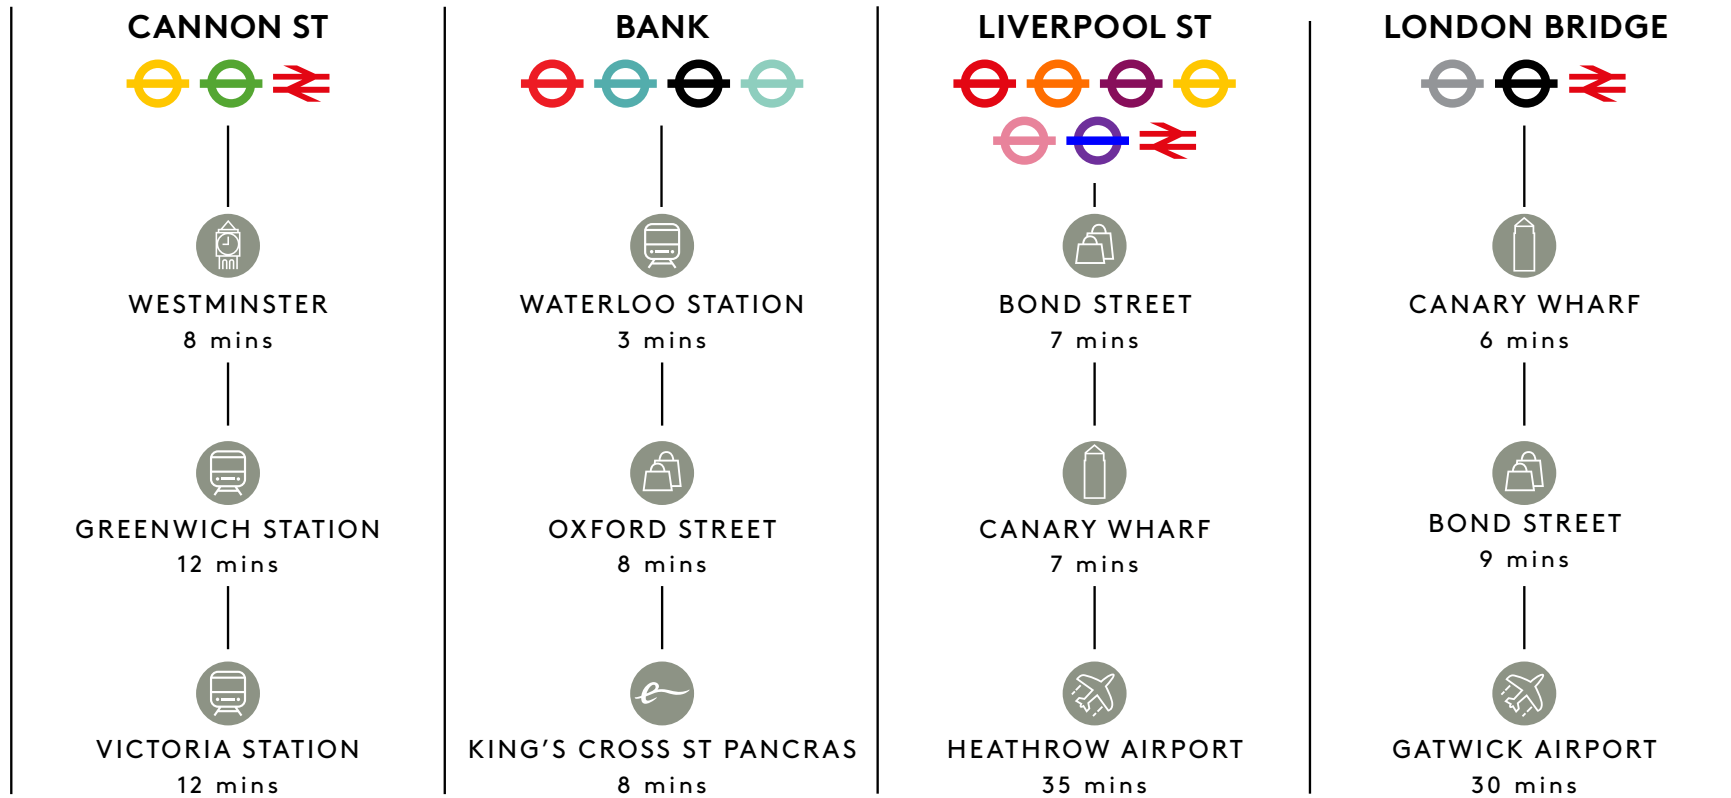 CANNON ST
WESTMINSTER
8 mins
GREENWICH STATION
12 mins
VICTORIA STATION
12 mins
BANK
WATERLOO STATION
3 mins
OXFORD STREET
8 mins
KING’S CROSS ST PANCRAS
8 mins
LIVERPOOL ST
BOND STREET
7 mins
CANARY WHARF
7 mins
HEATHROW AIRPORT
35 mins
LONDON BRIDGE
CANARY WHARF
6 mins
BOND STREET
9 mins
GATWICK AIRPORT
30 mins